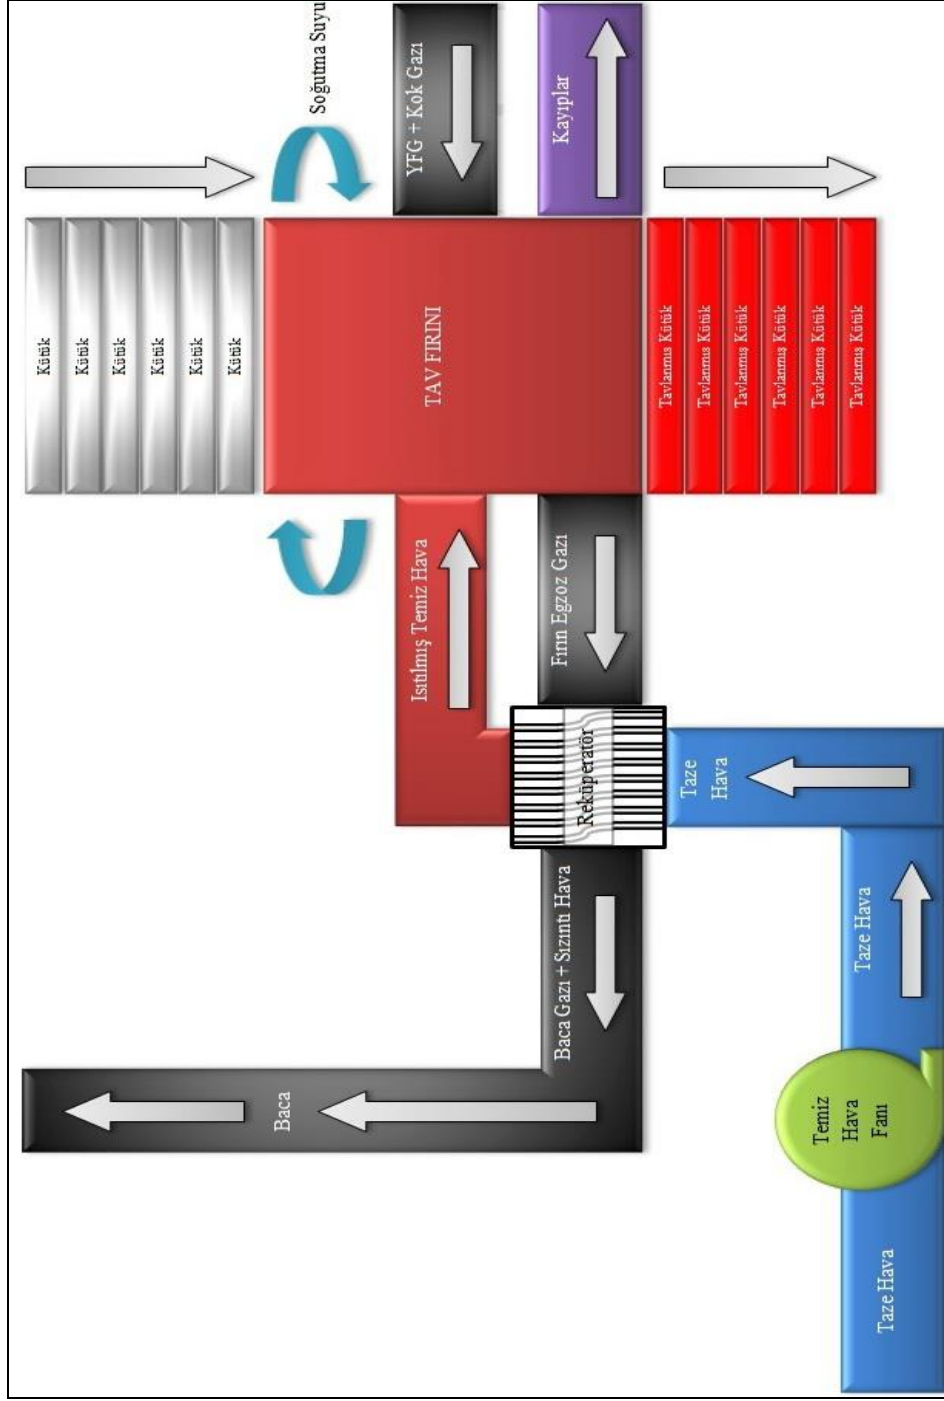 Soğutma Suyu
YFG + Kok Gazı
Kayıplar
Kütük
Kütük
Kütük
Kütük
Kütük
Kütük
TAV FIRINI
Tavlanmış Kütük
Tavlanmış Kütük
Tavlanmış Kütük
Tavlanmış Kütük
Tavlanmış Kütük
Tavlanmış Kütük
Isıtılmış Temiz Hava
Fırın Egzoz Gazı
Reküperatör
Taze
Hava
Baca Gazı + Sızıntı Hava
Taze Hava
Baca
Temiz
Hava
Fanı
Taze Hava